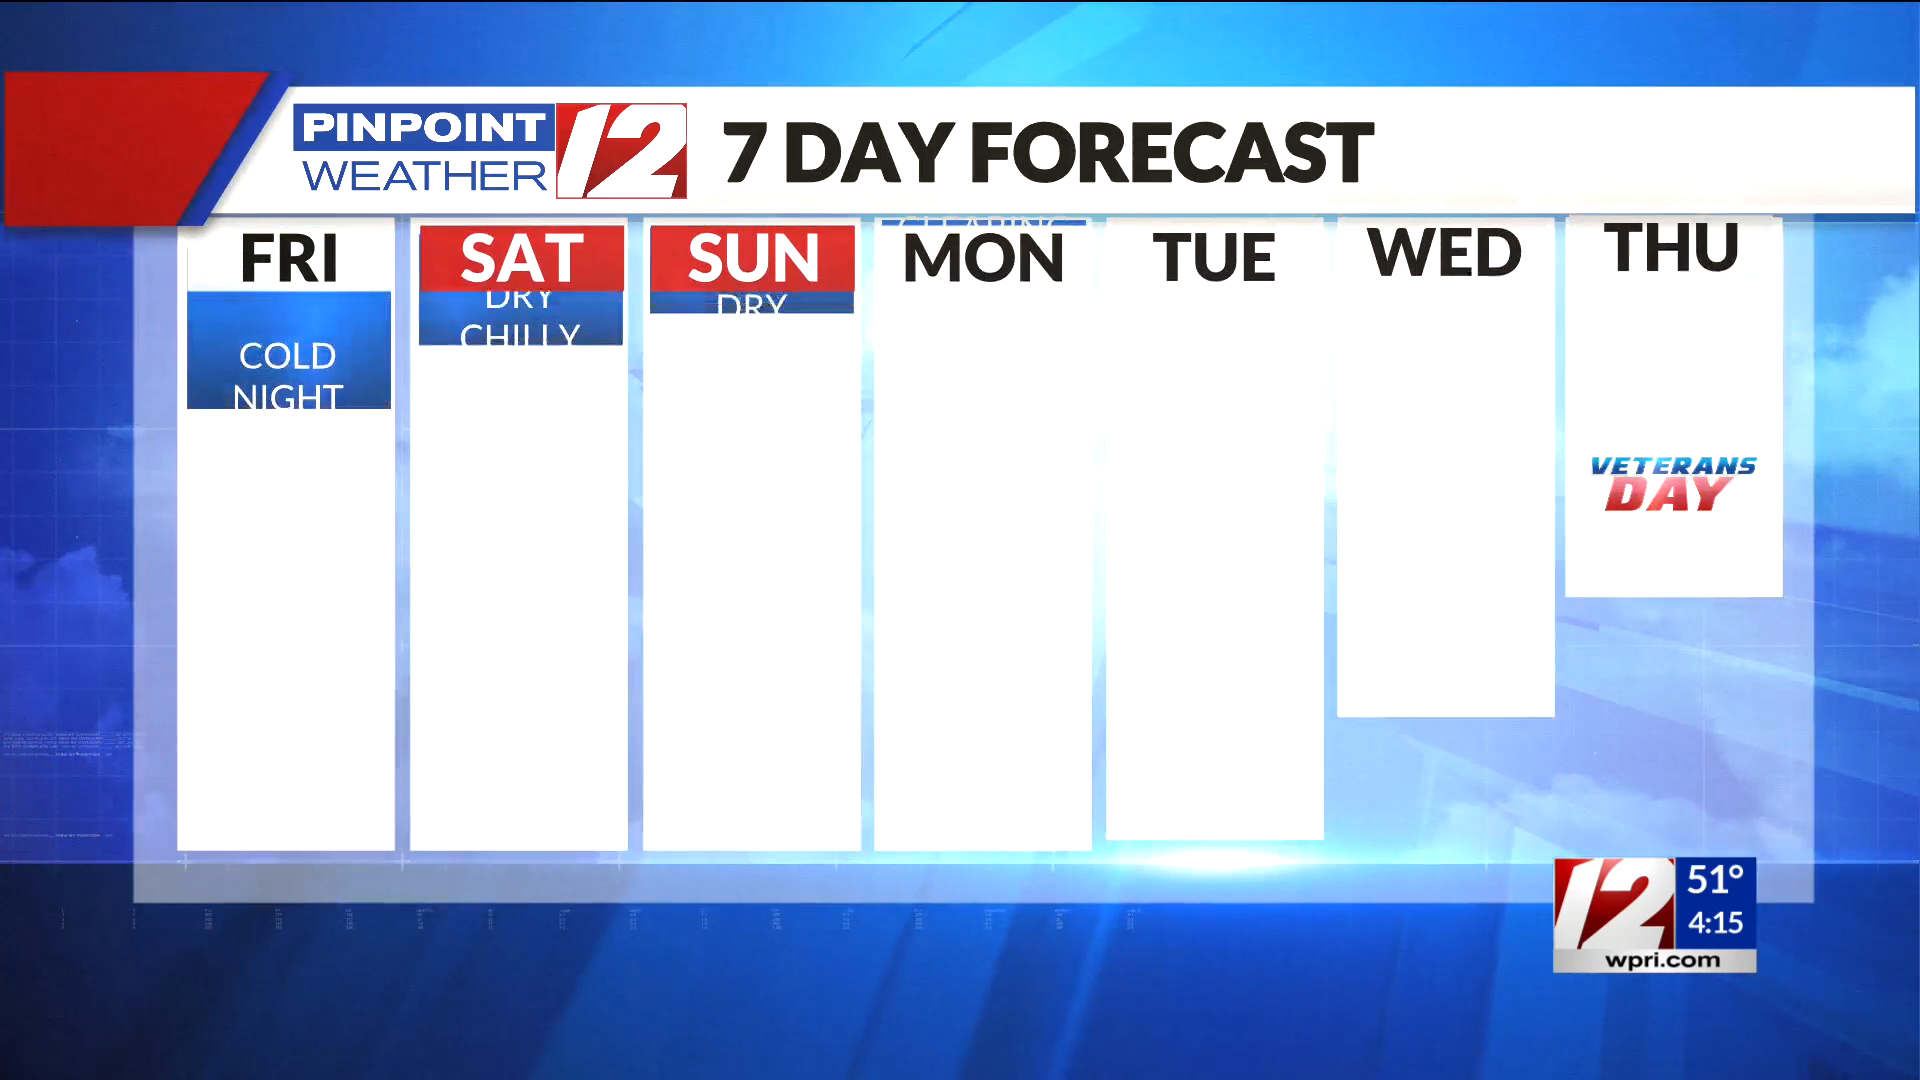 PINPOINT
WEATHER
12
7 DAY FORECAST
FRI
SAT
SUN
MON
TUE
WED
THU
COLD
NIGHT
DRY
CHILLY
DRY
VETERANS
DAY
12
51°
4:15
wpri.com